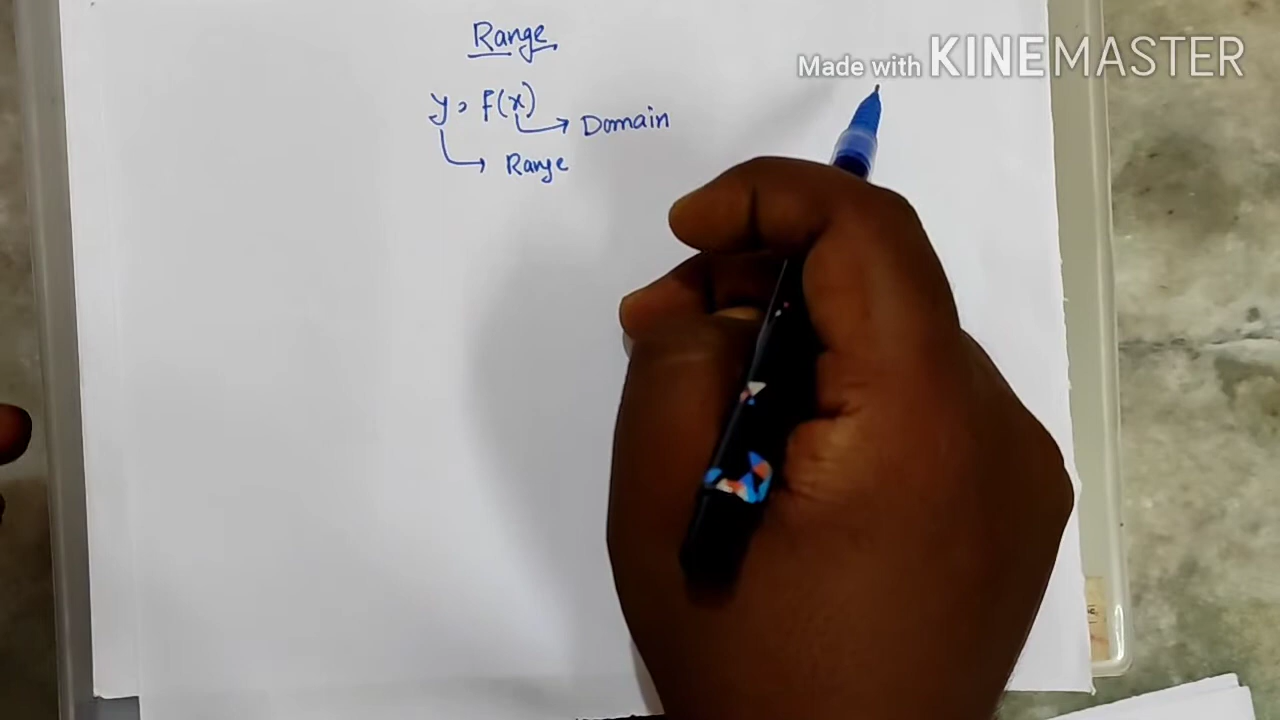 Range
Made with KINEMASTER
y = f(x)
Domain
Range